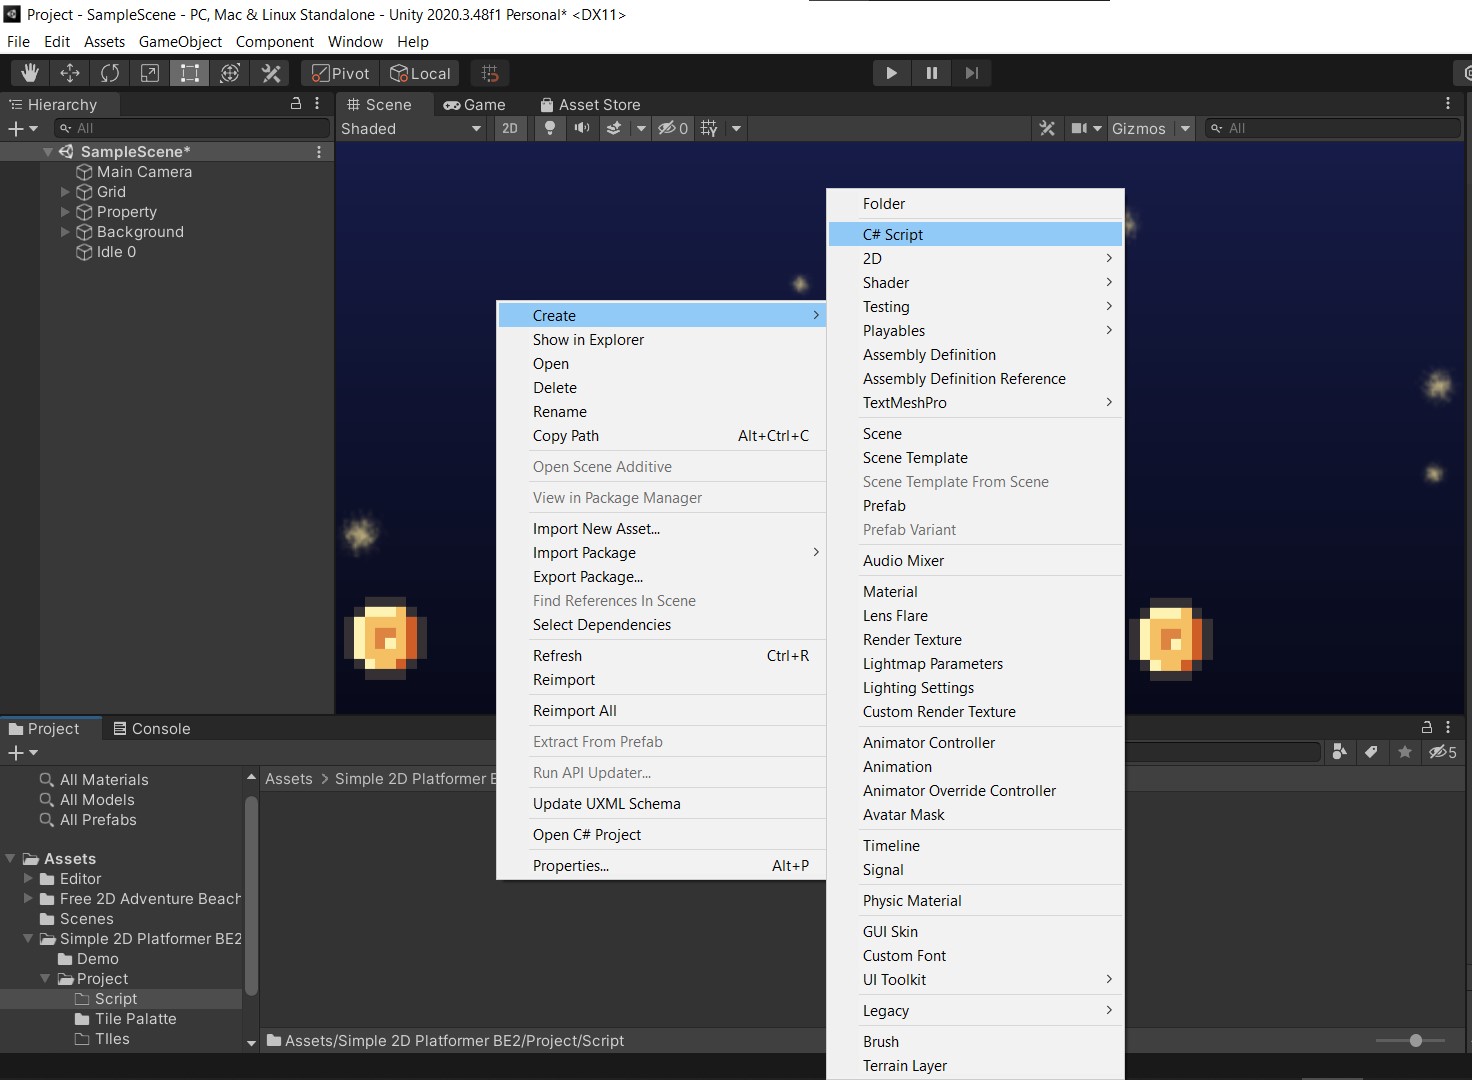 Project - SampleScene - PC, Mac & Linux Standalone - Unity 2020.3.48f1 Personal* <DX11>
File Edit Assets GameObject Component Window Help
Pivot Local
Hierarchy
All
SampleScene*
Main Camera
Grid
Property
Background
Idle 0
Scene Game Asset Store
Shaded 2D 0 Gizmos All
Create
Show in Explorer
Open
Delete
Rename
Copy Path Alt+Ctrl+C
Open Scene Additive
View in Package Manager
Import New Asset...
Import Package
Export Package...
Find References In Scene
Select Dependencies
Refresh Ctrl+R
Reimport
Reimport All
Extract From Prefab
Run API Updater...
Update UXML Schema
Open C# Project
Properties... Alt+P
Folder
C# Script
2D
Shader
Testing
Playables
Assembly Definition
Assembly Definition Reference
TextMeshPro
Scene
Scene Template
Scene Template From Scene
Prefab
Prefab Variant
Audio Mixer
Material
Lens Flare
Render Texture
Lightmap Parameters
Lighting Settings
Custom Render Texture
Animator Controller
Animation
Animator Override Controller
Avatar Mask
Timeline
Signal
Physic Material
GUI Skin
Custom Font
UI Toolkit
Legacy
Brush
Terrain Layer
Project Console
5
All Materials
All Models
All Prefabs
Assets
Editor
Free 2D Adventure Beach
Scenes
Simple 2D Platformer BE2
Demo
Project
Script
Tile Palatte
TIles
Assets > Simple 2D Platformer
Assets/Simple 2D Platformer BE2/Project/Script